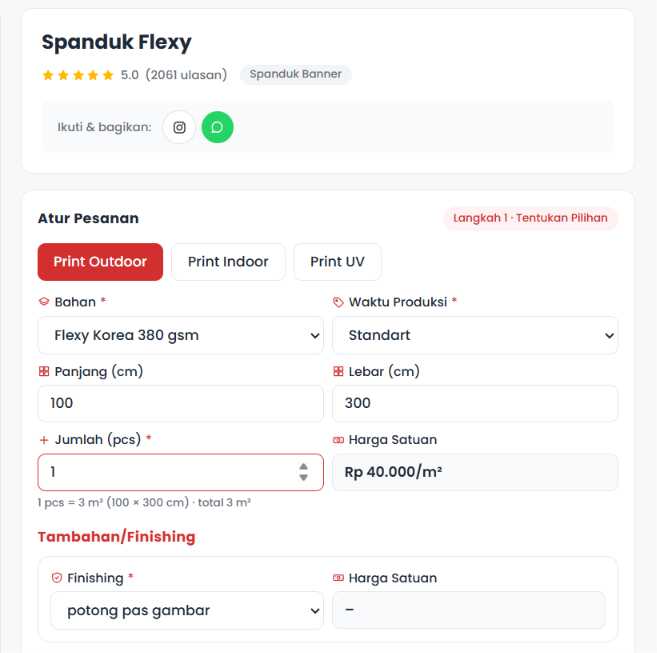 Spanduk Flexy
5.0 (2061 ulasan) Spanduk Banner
Ikuti & bagikan:
Atur Pesanan Langkah 1 · Tentukan Pilihan
Print Outdoor Print Indoor Print UV
Bahan * Waktu Produksi *
Flexy Korea 380 gsm Standart
Panjang (cm) Lebar (cm)
100 300
Jumlah (pcs) * Harga Satuan
1 Rp 40.000/m²
1 pcs = 3 m² (100 × 300 cm) · total 3 m²
Tambahan/Finishing
Finishing * Harga Satuan
potong pas gambar –